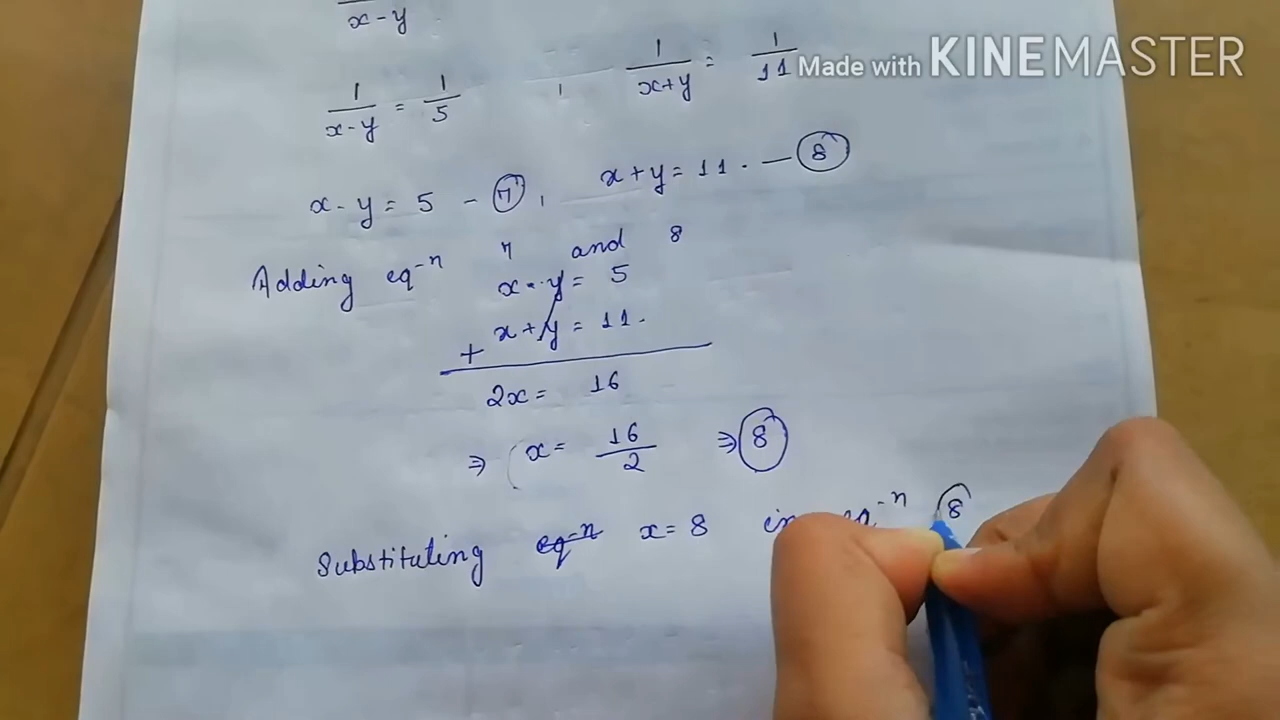 x - y
1/(x - y) = 1/5 , 1/(x+y) = 1/11
Made with KINEMASTER
x - y = 5 - 7 , x + y = 11 . — 8
Adding eq-n 7 and 8
x - y = 5
+ x + y = 11.
2x = 16
⇒ x = 16/2 ⇒ 8
Substituting x = 8 in eq-n 8